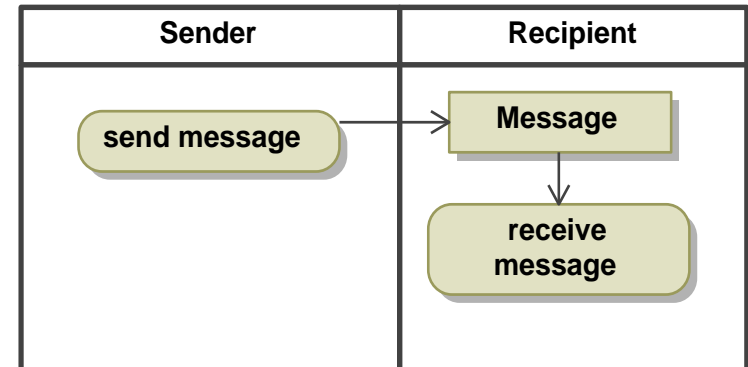 Sender
Recipient
send message
Message
receive
message